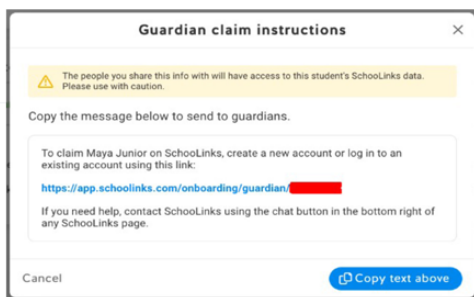 Guardian claim instructions
The people you share this info with will have access to this student's SchooLinks data.
Please use with caution.
Copy the message below to send to guardians.
To claim Maya Junior on SchooLinks, create a new account or log in to an
existing account using this link:
https://app.schoolinks.com/onboarding/guardian/
If you need help, contact SchooLinks using the chat button in the bottom right of
any SchooLinks page.
Cancel
Copy text above